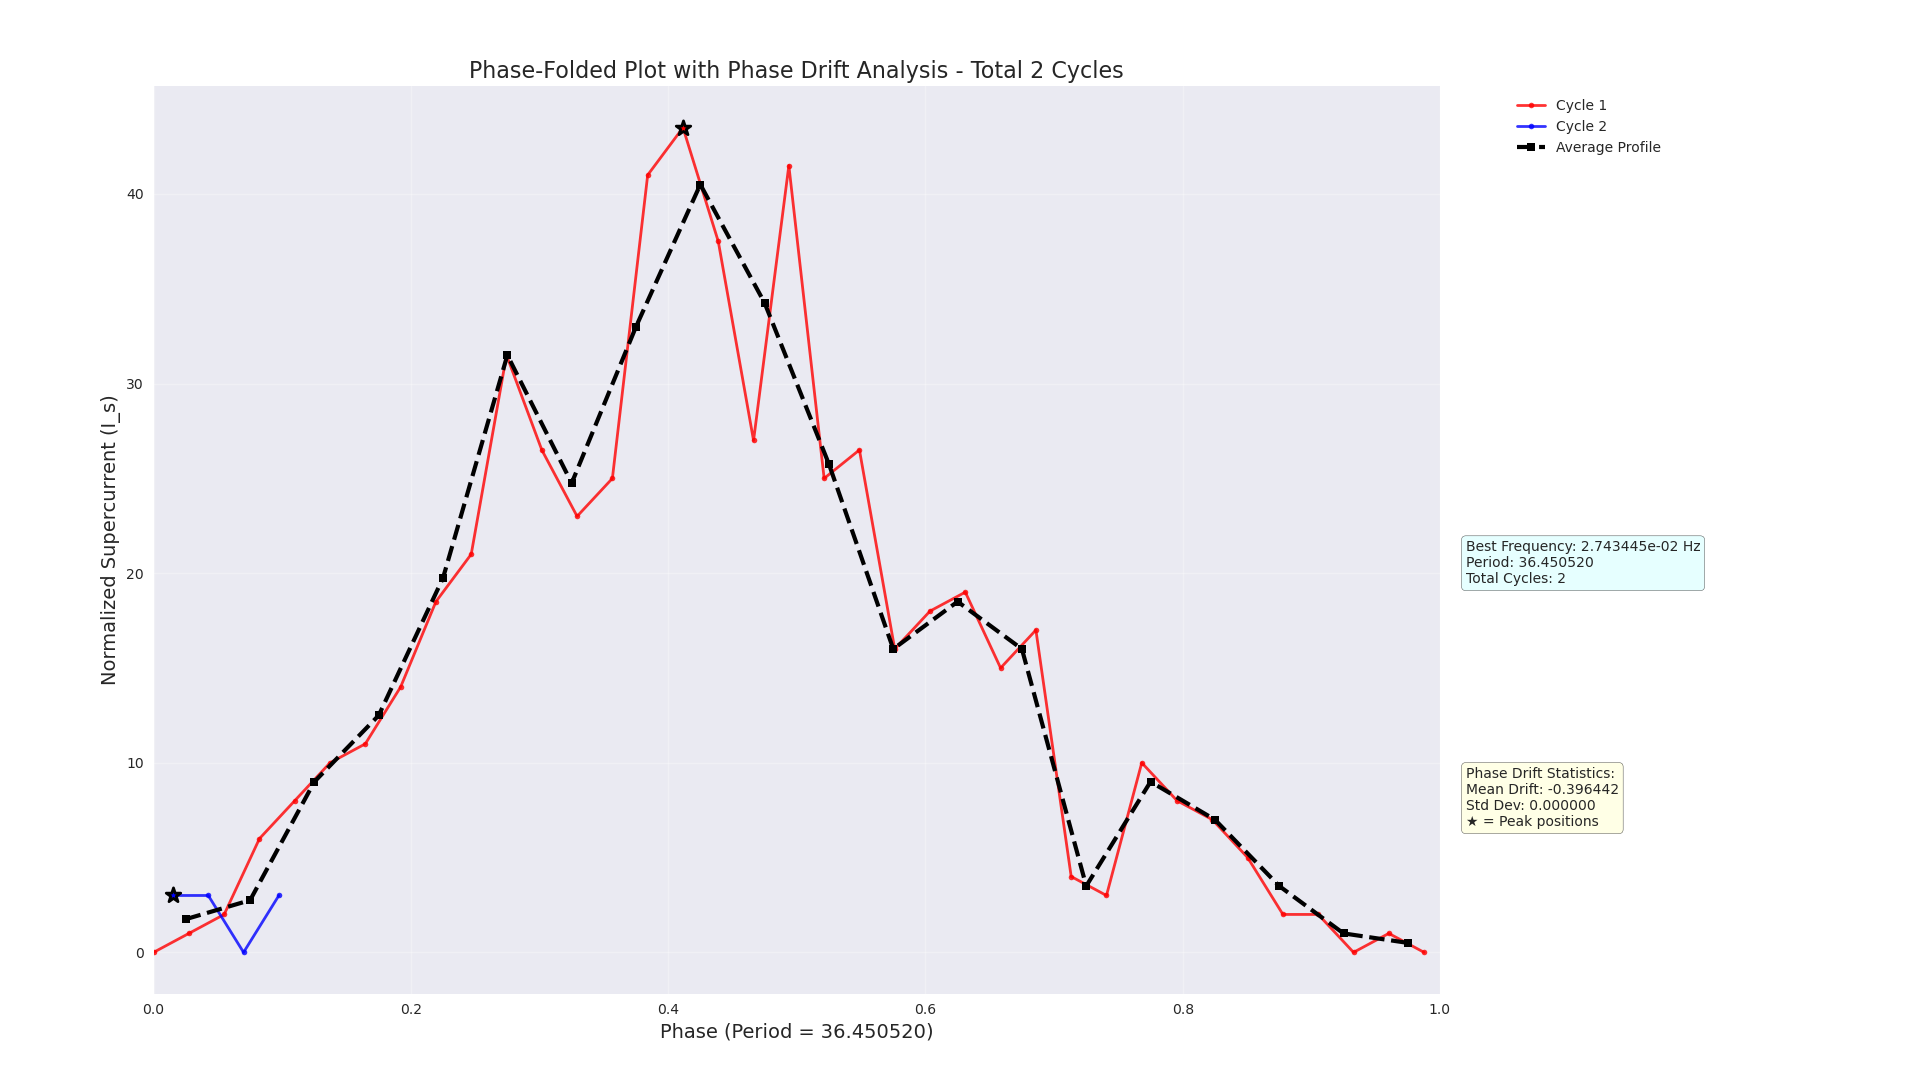 Phase-Folded Plot with Phase Drift Analysis - Total 2 Cycles
Cycle 1
Cycle 2
Average Profile
Normalized Supercurrent (I_s)
40
30
20
10
0
0.0
0.2
0.4
0.6
0.8
1.0
Phase (Period = 36.450520)
Best Frequency: 2.743445e-02 Hz
Period: 36.450520
Total Cycles: 2
Phase Drift Statistics:
Mean Drift: -0.396442
Std Dev: 0.000000
★ = Peak positions